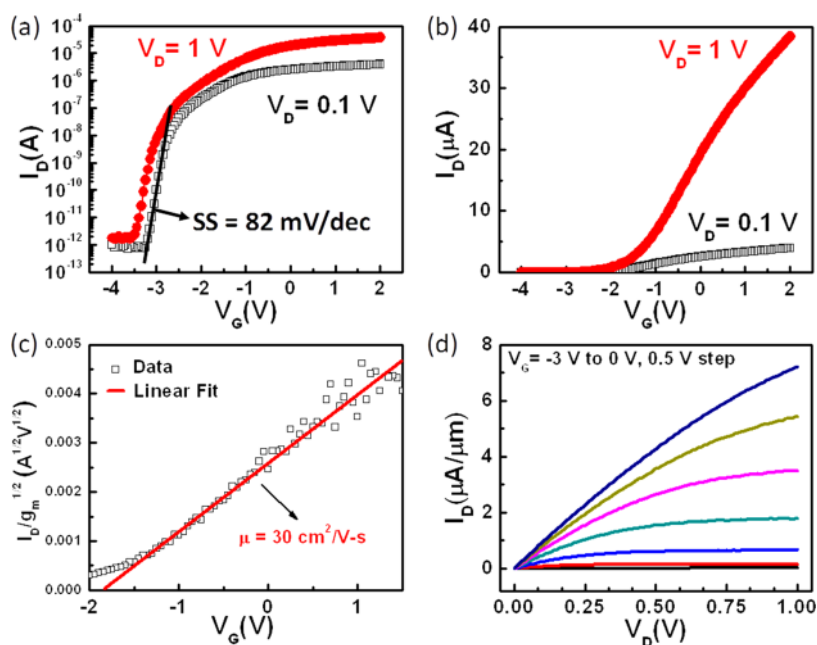 (a)
10^-4
10^-5
10^-6
10^-7
10^-8
10^-9
10^-10
10^-11
10^-12
10^-13
I_D(A)
V_D= 1 V
V_D= 0.1 V
SS = 82 mV/dec
-4 -3 -2 -1 0 1 2
V_G(V)
(b)
40
30
20
10
0
I_D(μA)
V_D= 1 V
V_D= 0.1 V
-4 -3 -2 -1 0 1 2
V_G(V)
(c)
0.005
0.004
0.003
0.002
0.001
0.000
I_D/g_m^1/2 (A^1/2V^1/2)
Data
Linear Fit
μ = 30 cm^2/V-s
-2 -1 0 1
V_G(V)
(d)
8
6
4
2
0
I_D(μA/μm)
V_G= -3 V to 0 V, 0.5 V step
0.00 0.25 0.50 0.75 1.00
V_D(V)